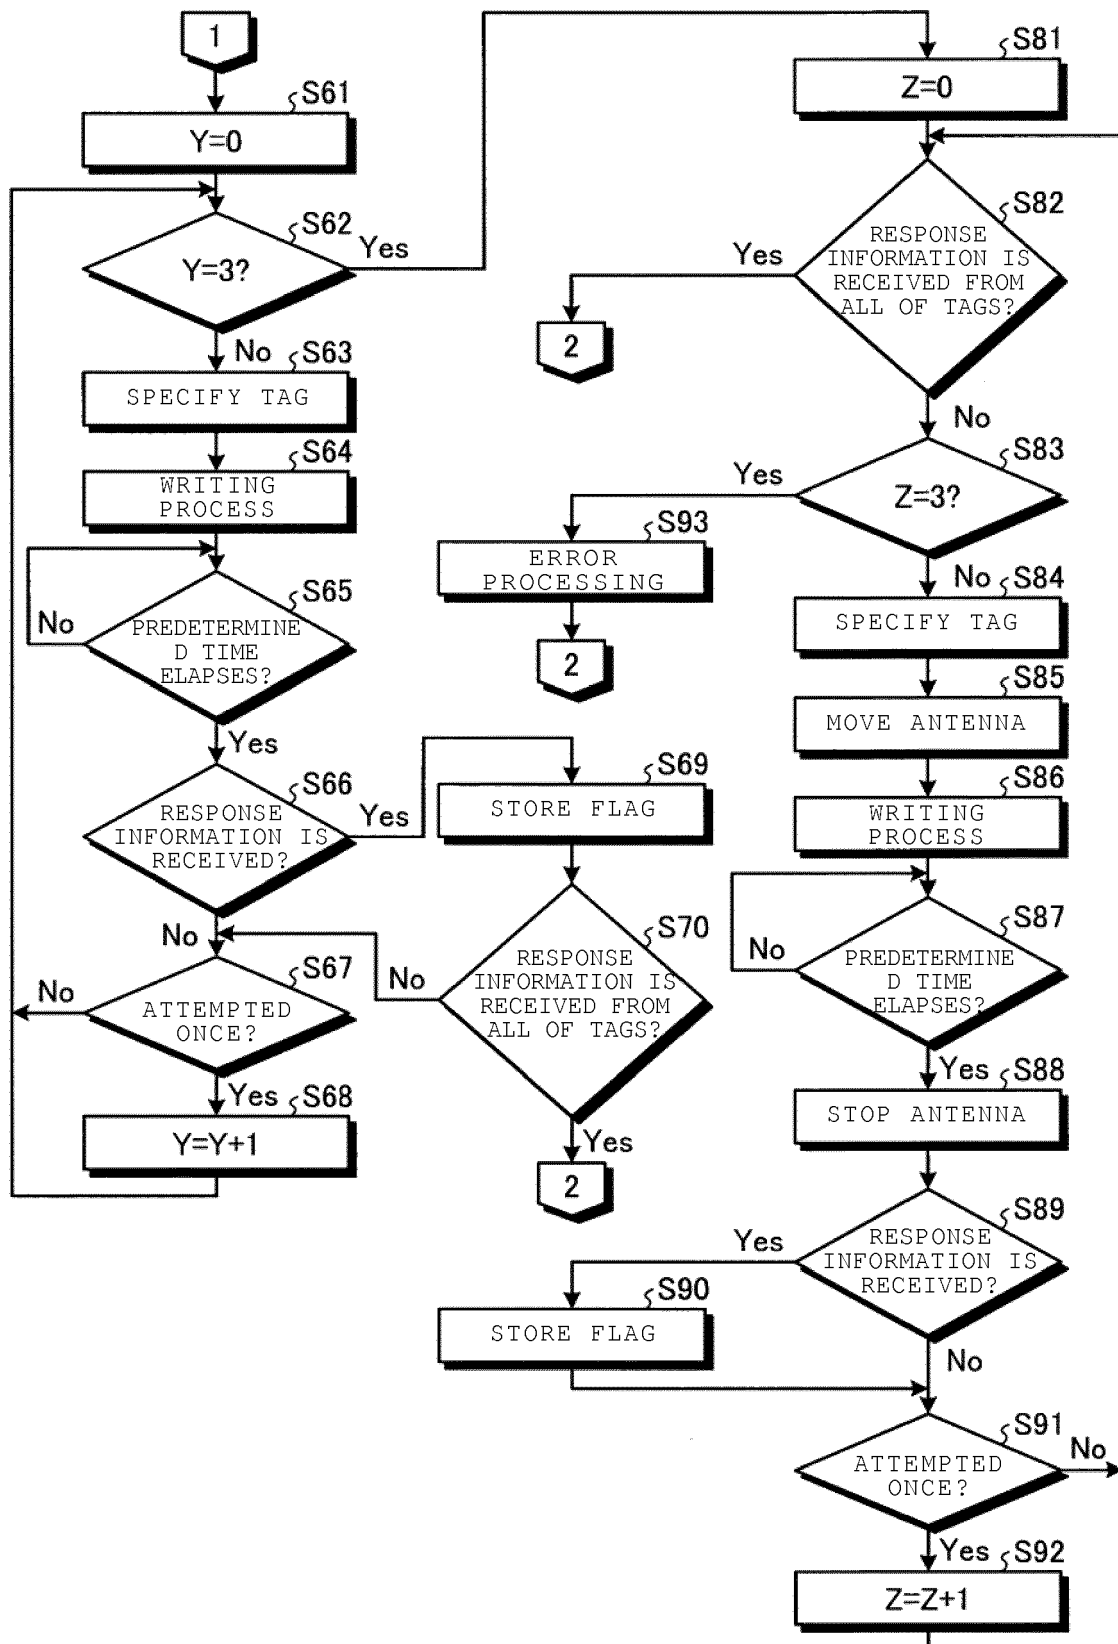 1
S61
Y=0
S62
Y=3?
Yes
No
S63
SPECIFY TAG
S64
WRITING
PROCESS
S65
PREDETERMINE
D TIME
ELAPSES?
No
Yes
S66
RESPONSE
INFORMATION IS
RECEIVED?
Yes
No
S67
ATTEMPTED
ONCE?
No
Yes
S68
Y=Y+1
S69
STORE FLAG
S70
RESPONSE
INFORMATION IS
RECEIVED FROM
ALL OF TAGS?
No
Yes
2
S81
Z=0
S82
RESPONSE
INFORMATION IS
RECEIVED FROM
ALL OF TAGS?
Yes
2
No
S83
Z=3?
Yes
S93
ERROR
PROCESSING
2
No
S84
SPECIFY TAG
S85
MOVE ANTENNA
S86
WRITING
PROCESS
S87
PREDETERMINE
D TIME
ELAPSES?
No
Yes
S88
STOP ANTENNA
S89
RESPONSE
INFORMATION IS
RECEIVED?
Yes
S90
STORE FLAG
No
S91
ATTEMPTED
ONCE?
No
Yes
S92
Z=Z+1